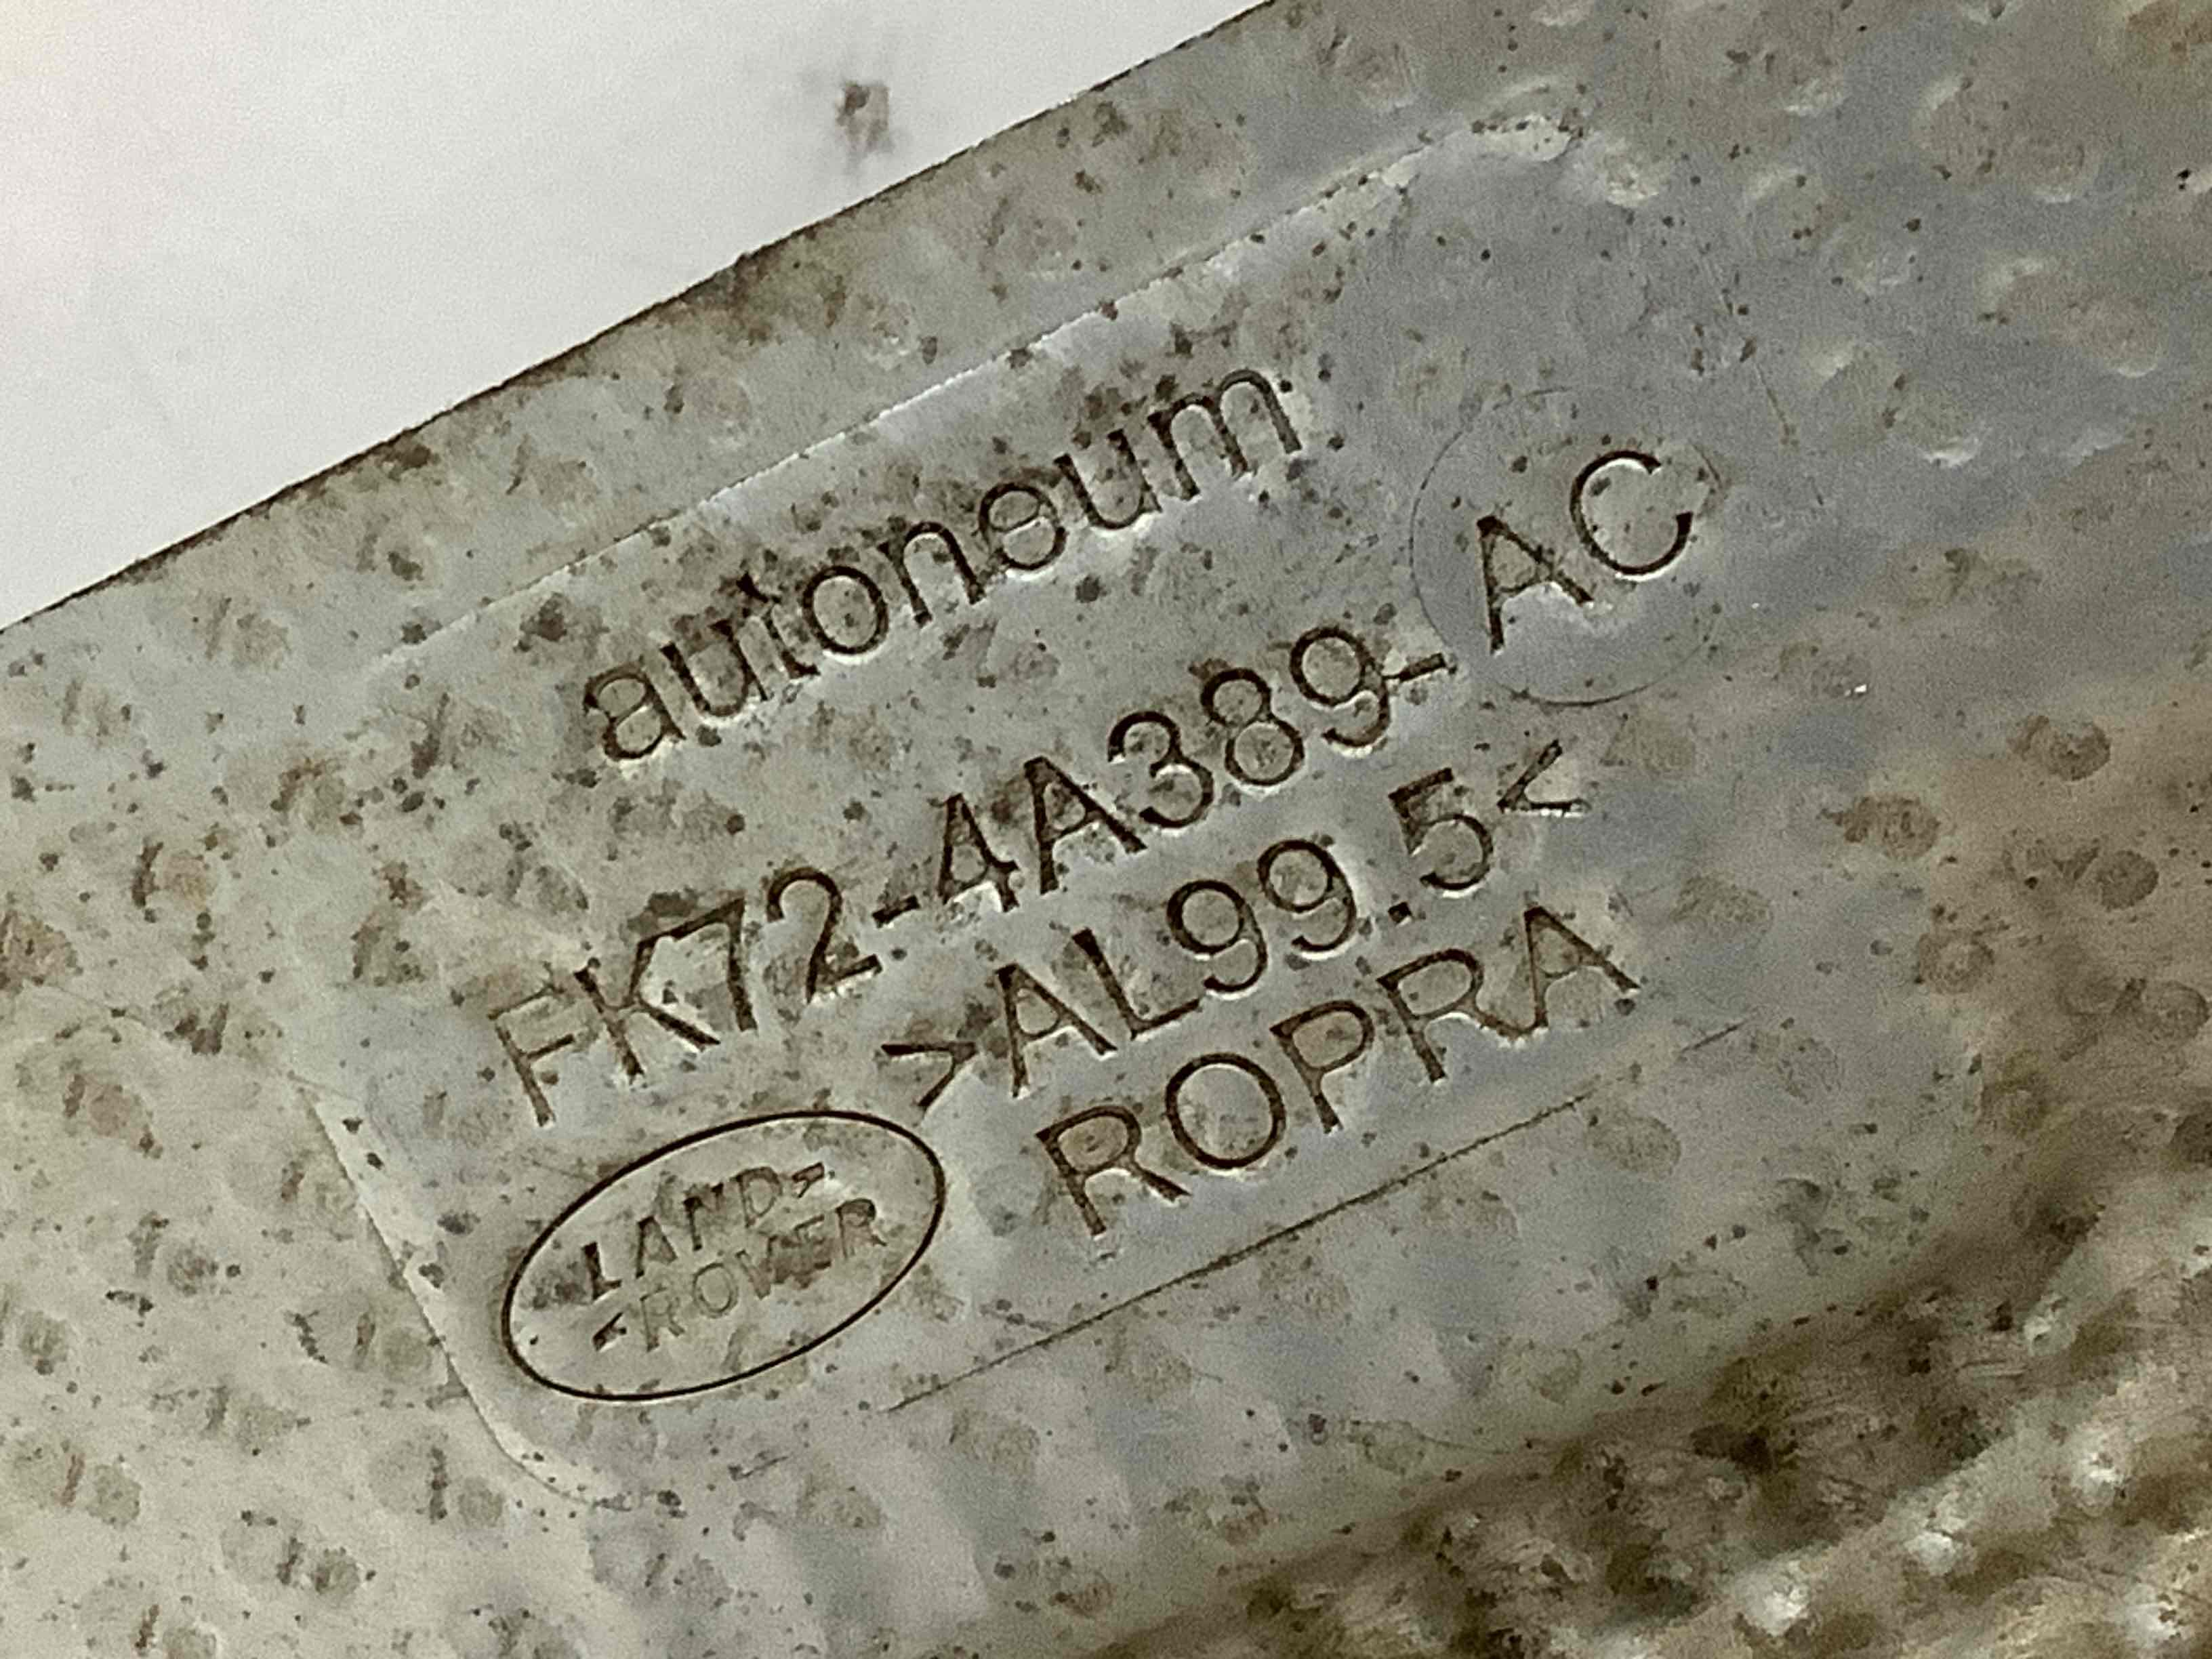 autoneum
FK72-4A389-AC
>AL99.5<
ROPRA
LAND-
-ROVER